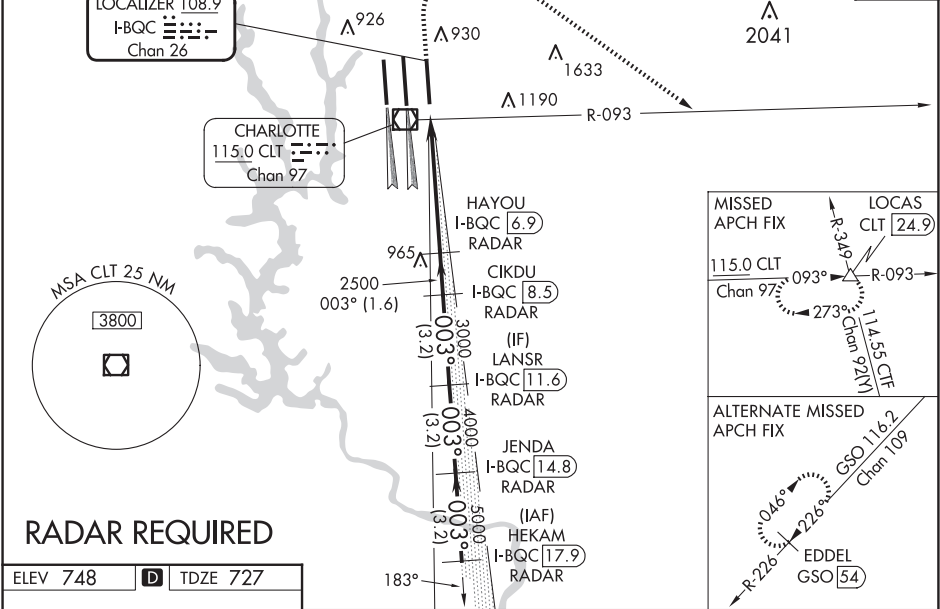 LOCALIZER 108.9
I-BQC
Chan 26
926
930
1633
2041
1190
R-093
CHARLOTTE
115.0 CLT
Chan 97
HAYOU
I-BQC 6.9
RADAR
965
2500
003° (1.6)
CIKDU
I-BQC 8.5
RADAR
003°
(3.2)
3000
(IF)
LANSR
I-BQC 11.6
RADAR
003°
(3.2)
4000
JENDA
I-BQC 14.8
RADAR
003°
(3.2)
5000
(IAF)
HEKAM
I-BQC 17.9
RADAR
183°
MSA CLT 25 NM
3800
MISSED
APCH FIX
LOCAS
CLT 24.9
R-349
115.0 CLT
Chan 97
093°
R-093
273°
114.55 CTF
Chan 92(Y)
ALTERNATE MISSED
APCH FIX
GSO 116.2
Chan 109
046°
226°
R-226
EDDEL
GSO 54
RADAR REQUIRED
ELEV 748 D TDZE 727